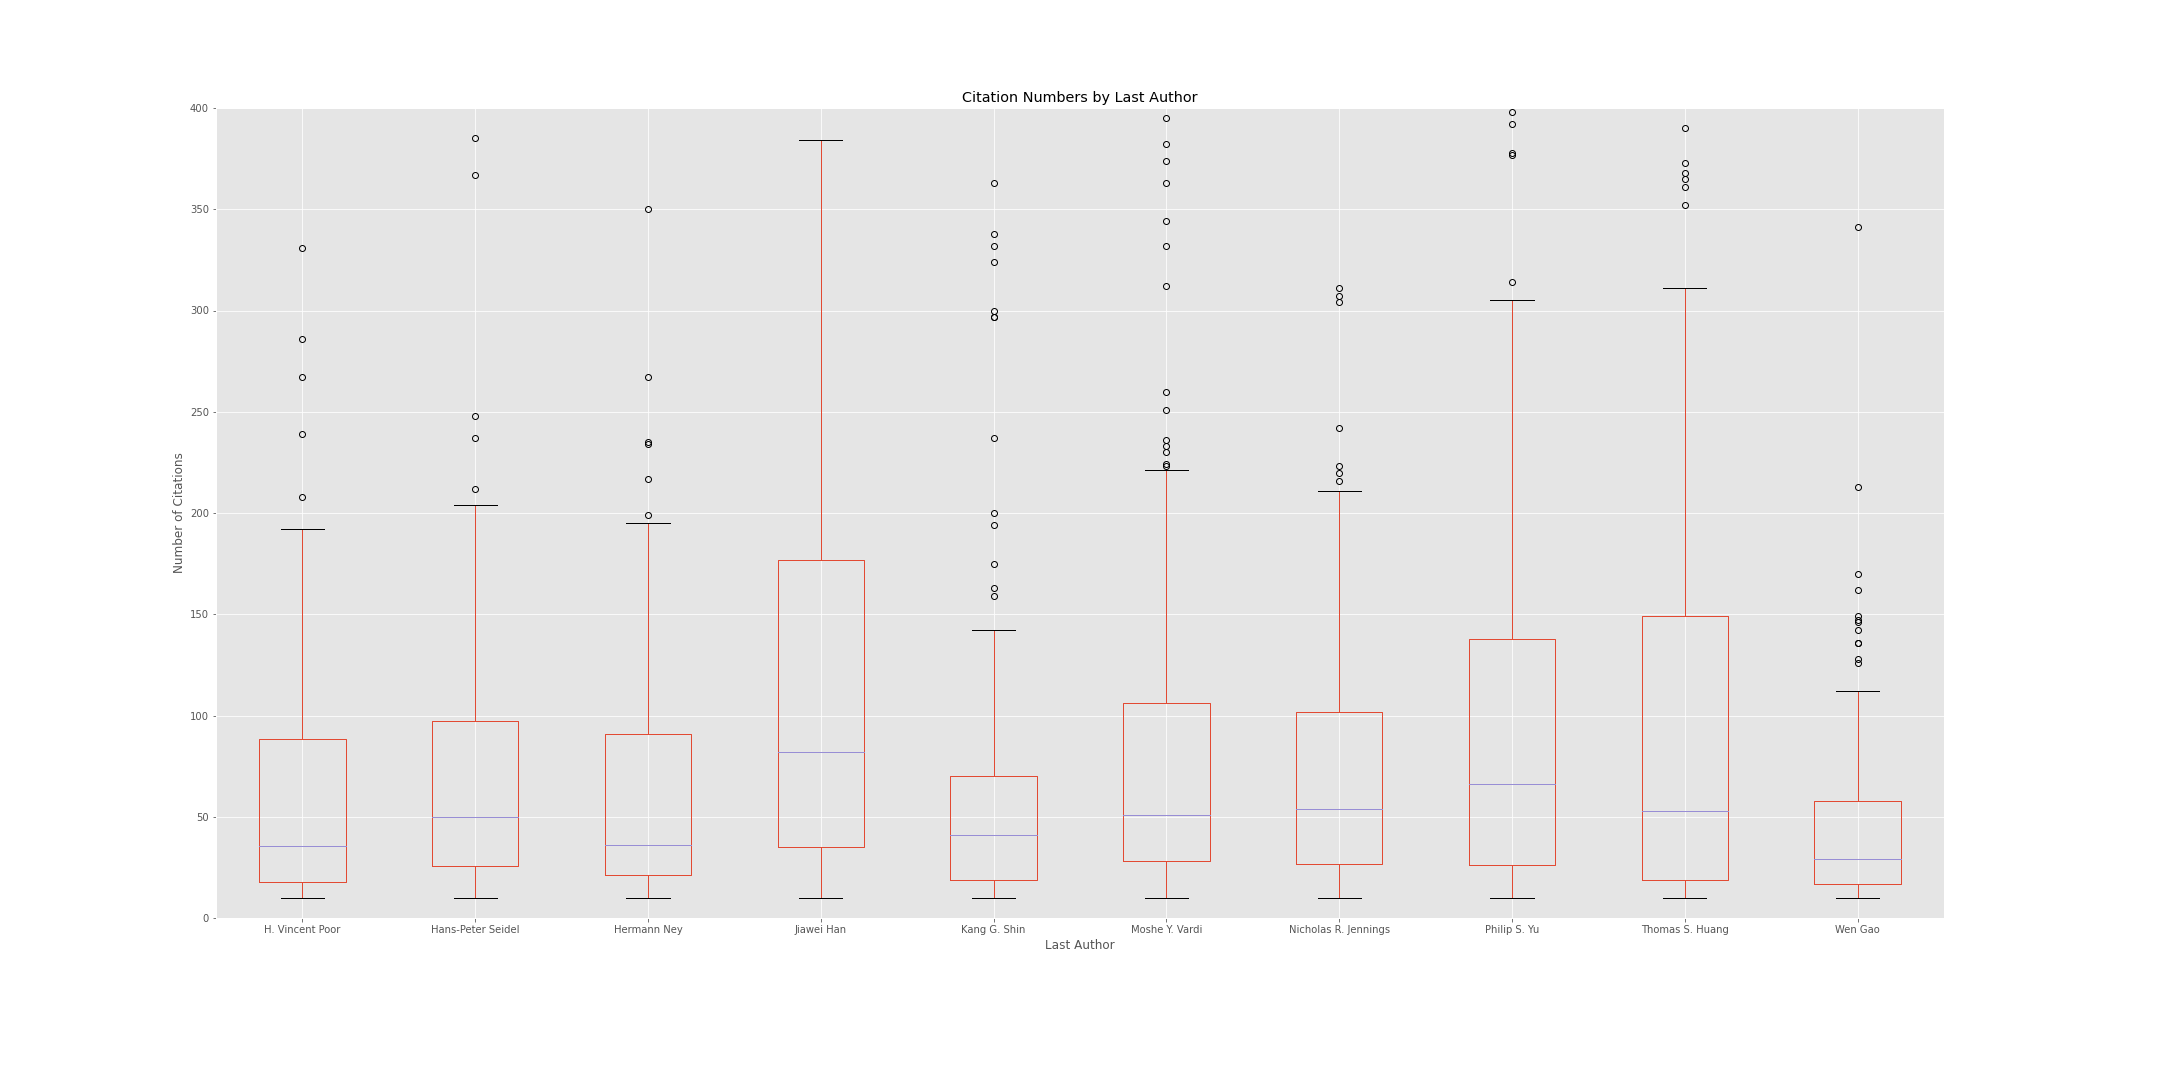 Citation Numbers by Last Author
400
350
300
250
200
150
100
50
0
Number of Citations
H. Vincent Poor
Hans-Peter Seidel
Hermann Ney
Jiawei Han
Kang G. Shin
Moshe Y. Vardi
Nicholas R. Jennings
Philip S. Yu
Thomas S. Huang
Wen Gao
Last Author